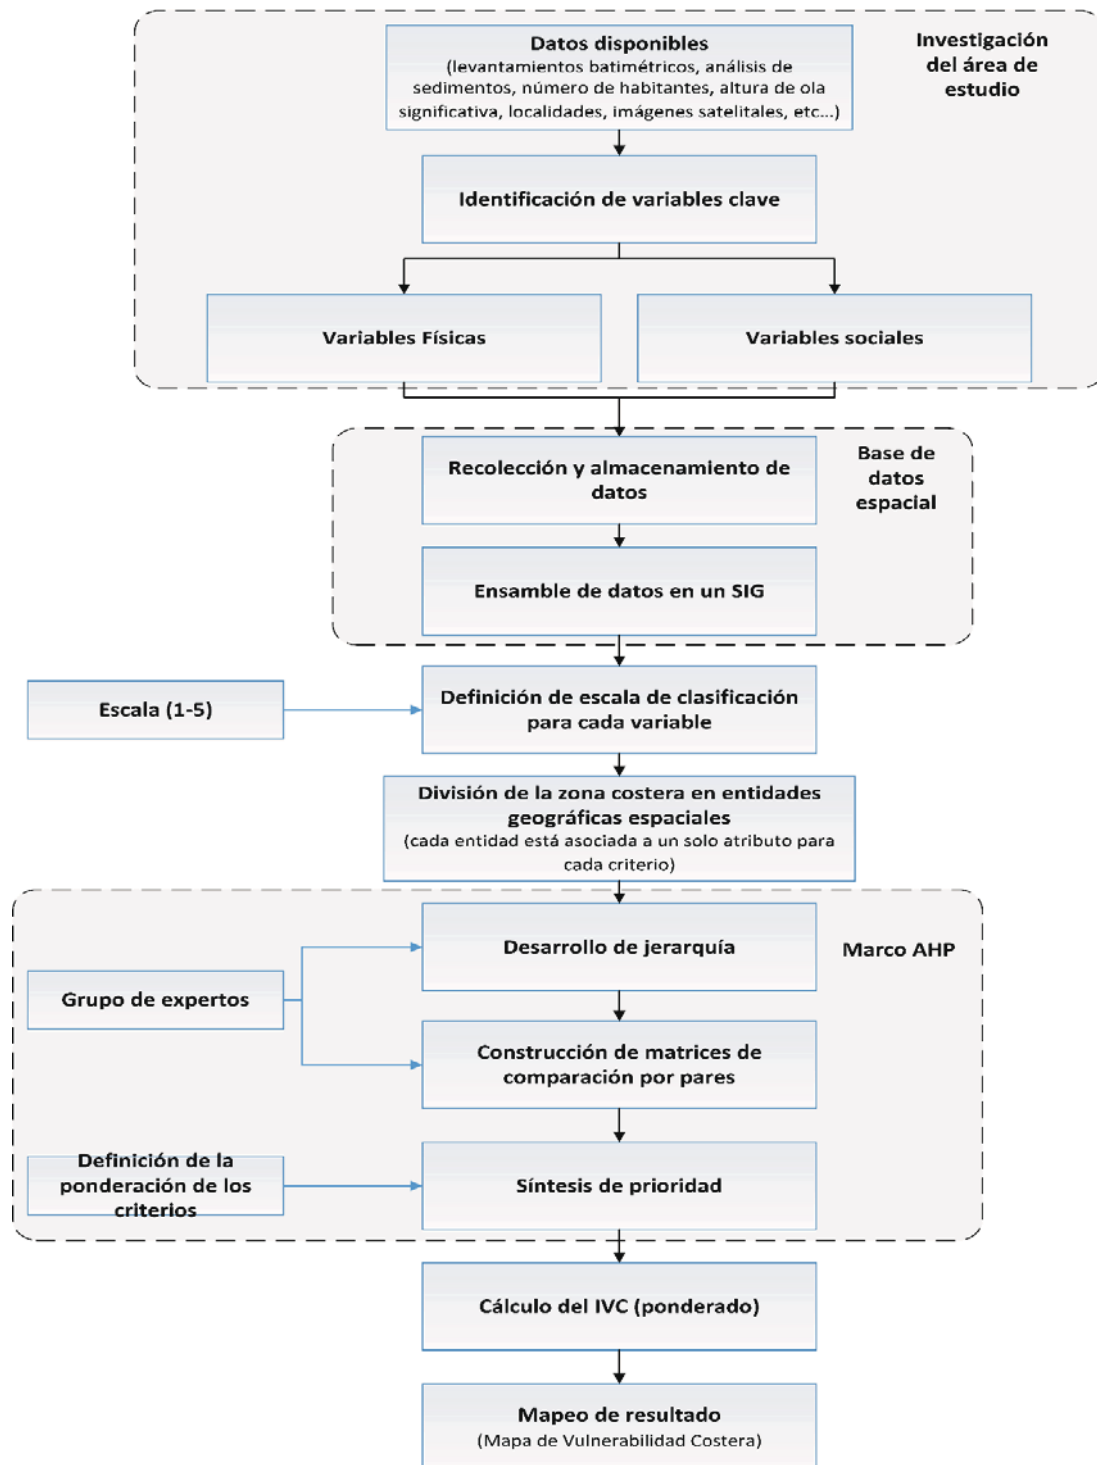 Datos disponibles
(levantamientos batimétricos, análisis de
sedimentos, número de habitantes, altura de ola
significativa, localidades, imágenes satelitales, etc...)
Investigación
del área de
estudio
Identificación de variables clave
Variables Físicas
Variables sociales
Recolección y almacenamiento de
datos
Base de
datos
espacial
Ensamble de datos en un SIG
Escala (1-5)
Definición de escala de clasificación
para cada variable
División de la zona costera en entidades
geográficas espaciales
(cada entidad está asociada a un solo atributo para
cada criterio)
Desarrollo de jerarquía
Marco AHP
Grupo de expertos
Construcción de matrices de
comparación por pares
Definición de la
ponderación de los
criterios
Síntesis de prioridad
Cálculo del IVC (ponderado)
Mapeo de resultado
(Mapa de Vulnerabilidad Costera)